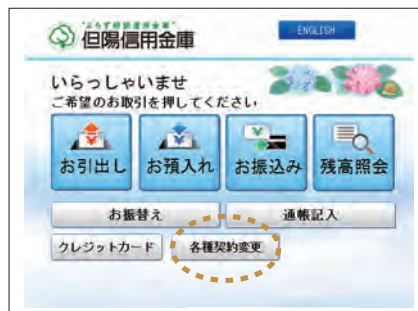 "よろず相談信用金庫"
但陽信用金庫
ENGLISH
いらっしゃいませ
ご希望のお取引を押してください
お引出し
お預入れ
お振込み
残高照会
お振替え
通帳記入
クレジットカード
各種契約変更